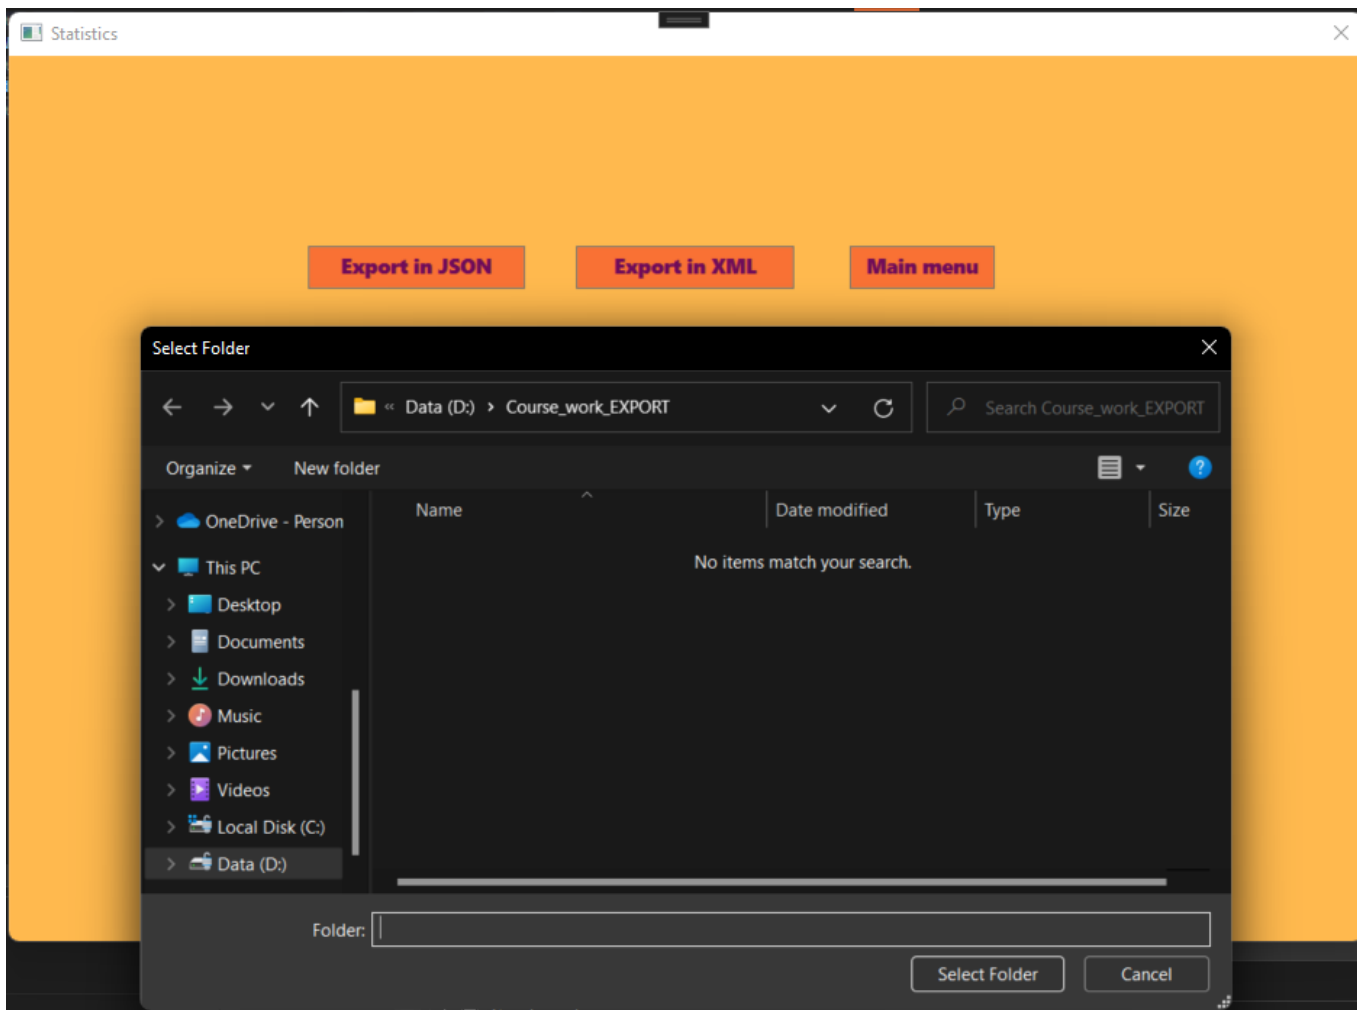 Statistics
Export in JSON
Export in XML
Main menu
Select Folder
« Data (D:) > Course_work_EXPORT
Search Course_work_EXPORT
Organize
New folder
?
Name
Date modified
Type
Size
No items match your search.
OneDrive - Person
This PC
Desktop
Documents
Downloads
Music
Pictures
Videos
Local Disk (C:)
Data (D:)
Folder:
Select Folder
Cancel